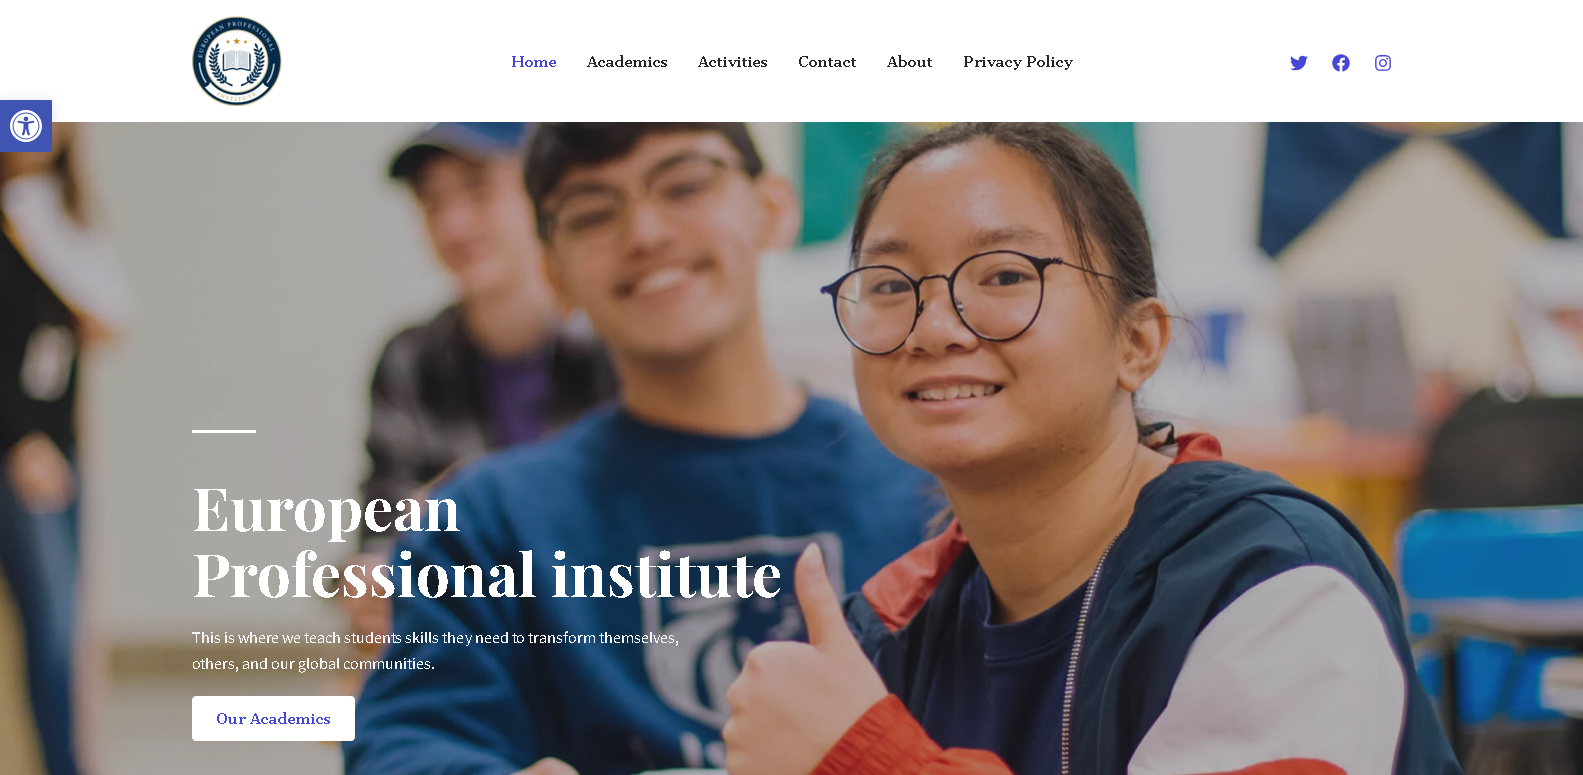 EUROPEAN PROFESSIONAL
INSTITUTE
Home
Academics
Activities
Contact
About
Privacy Policy
European
Professional institute
This is where we teach students skills they need to transform themselves,
others, and our global communities.
Our Academics